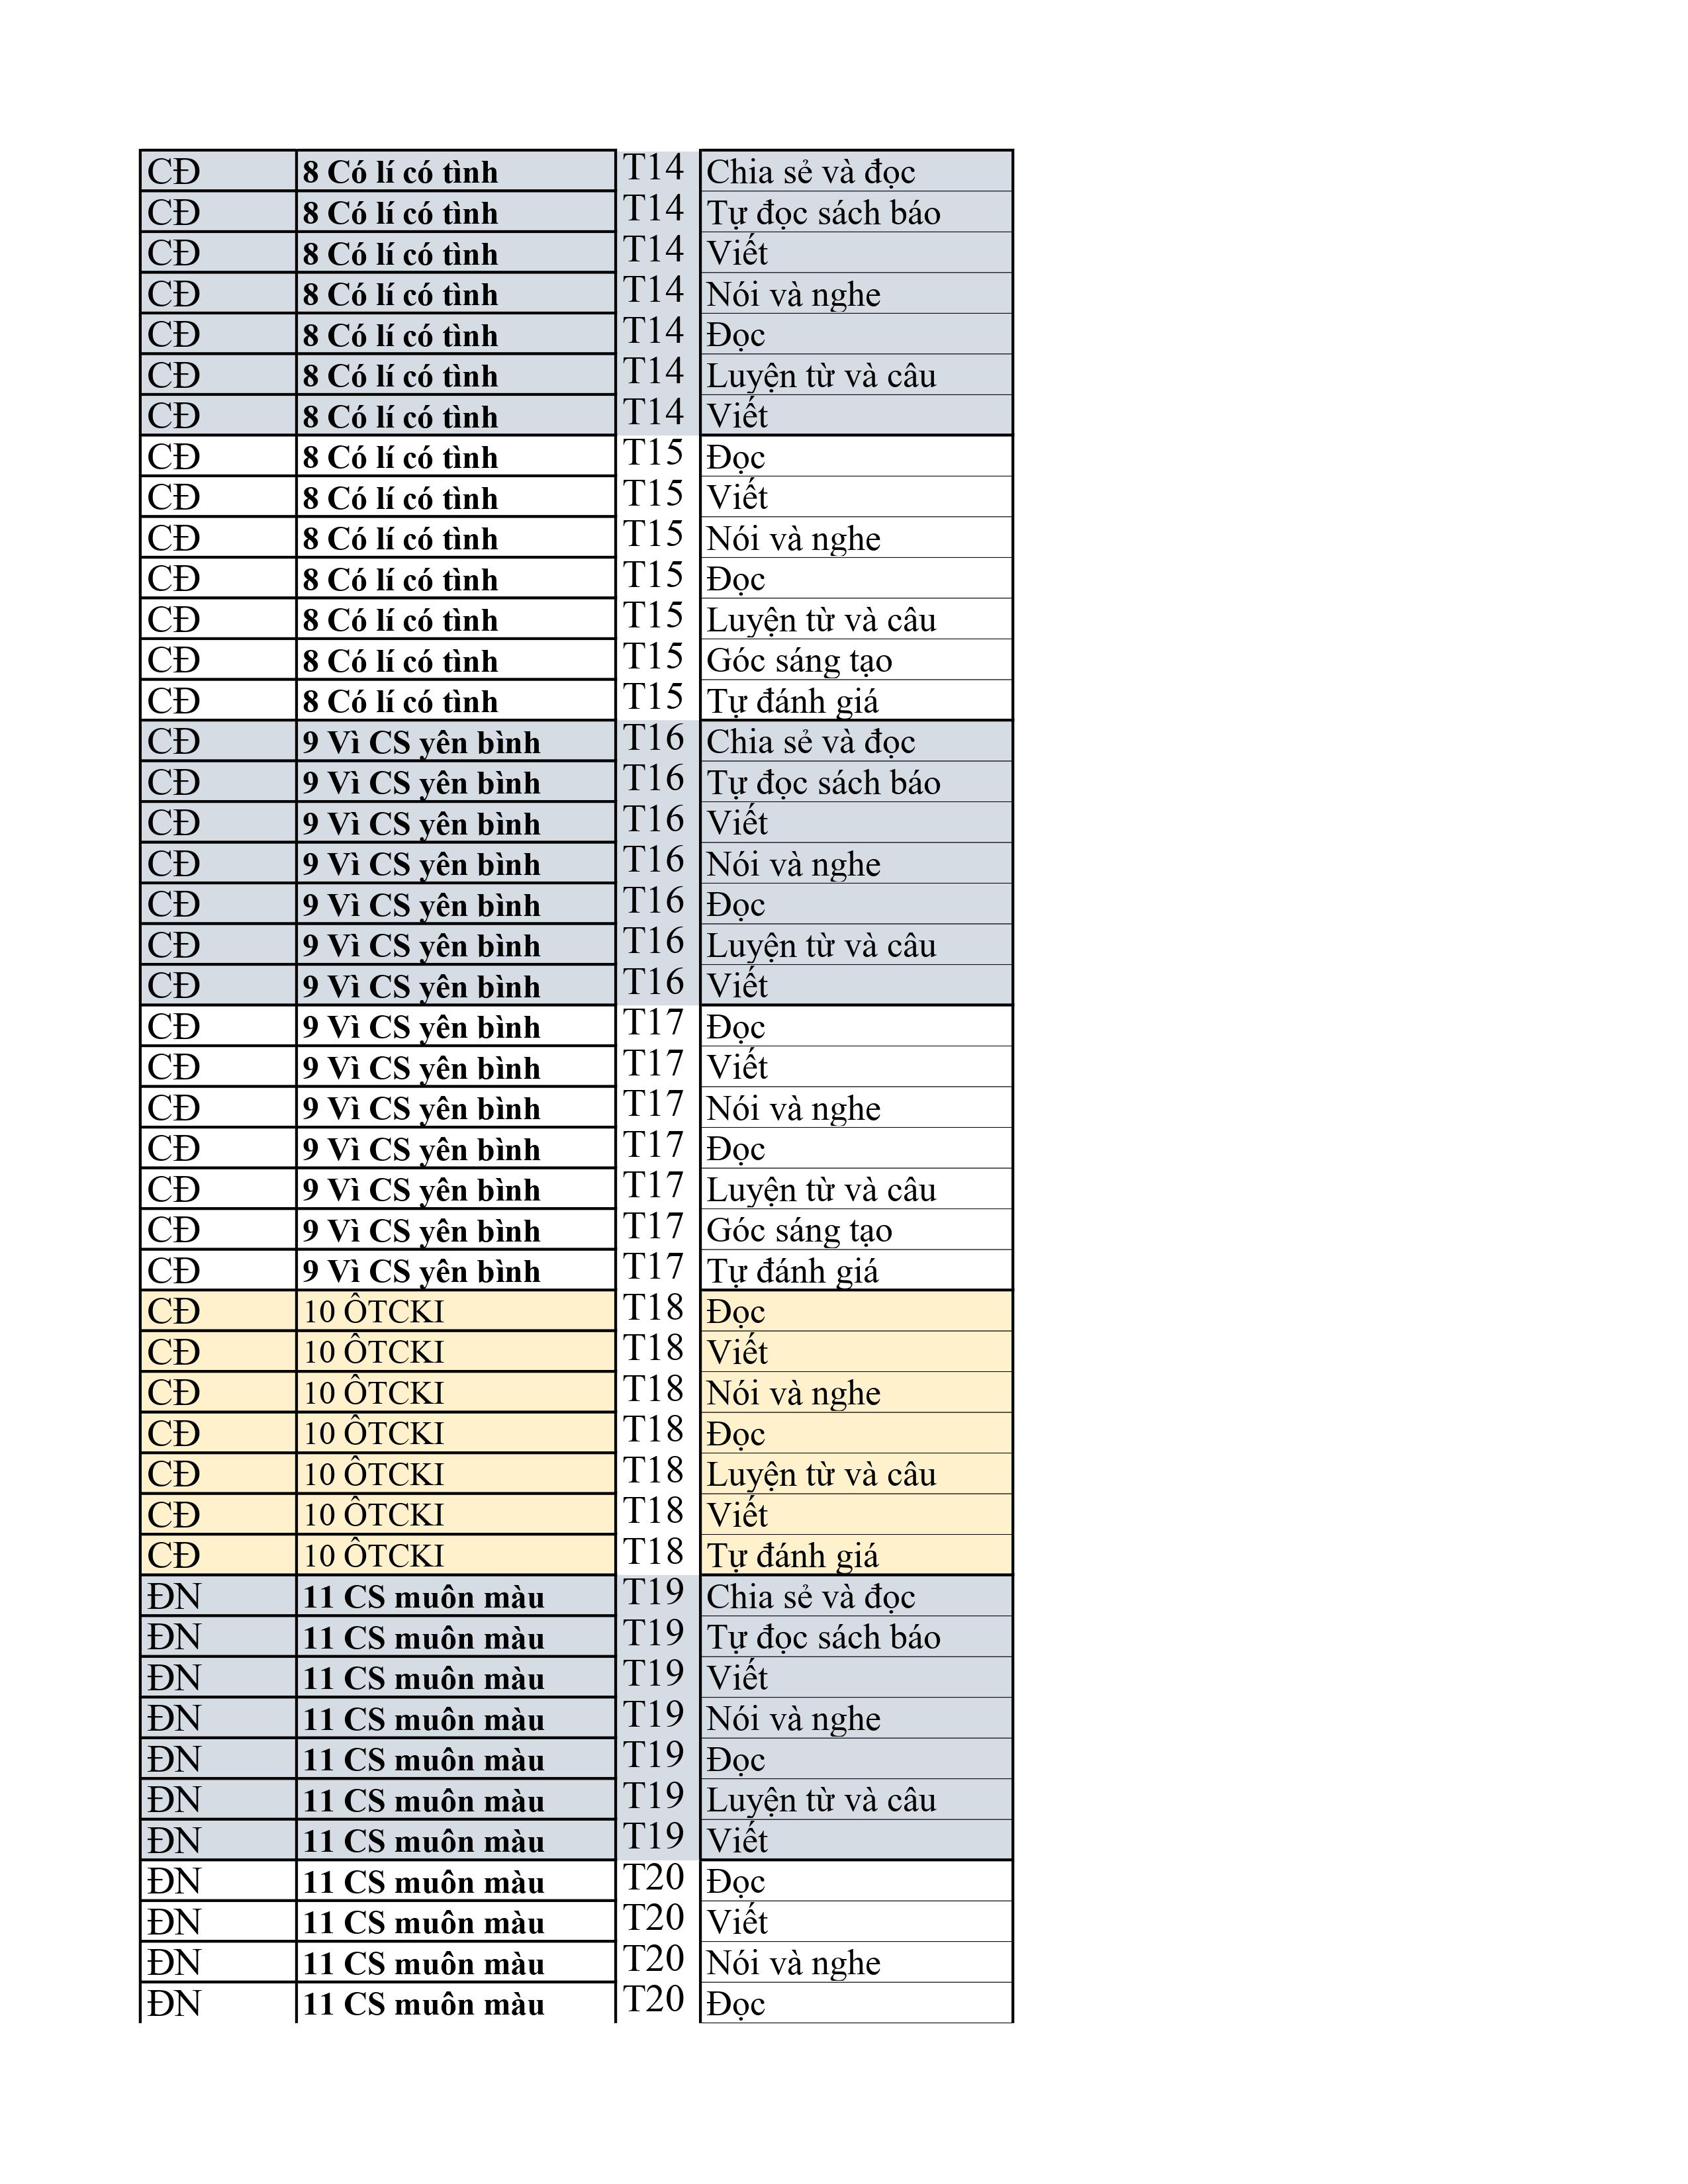 CĐ 8 Có lí có tình T14 Chia sẻ và đọc
CĐ 8 Có lí có tình T14 Tự đọc sách báo
CĐ 8 Có lí có tình T14 Viết
CĐ 8 Có lí có tình T14 Nói và nghe
CĐ 8 Có lí có tình T14 Đọc
CĐ 8 Có lí có tình T14 Luyện từ và câu
CĐ 8 Có lí có tình T14 Viết
CĐ 8 Có lí có tình T15 Đọc
CĐ 8 Có lí có tình T15 Viết
CĐ 8 Có lí có tình T15 Nói và nghe
CĐ 8 Có lí có tình T15 Đọc
CĐ 8 Có lí có tình T15 Luyện từ và câu
CĐ 8 Có lí có tình T15 Góc sáng tạo
CĐ 8 Có lí có tình T15 Tự đánh giá
CĐ 9 Vì CS yên bình T16 Chia sẻ và đọc
CĐ 9 Vì CS yên bình T16 Tự đọc sách báo
CĐ 9 Vì CS yên bình T16 Viết
CĐ 9 Vì CS yên bình T16 Nói và nghe
CĐ 9 Vì CS yên bình T16 Đọc
CĐ 9 Vì CS yên bình T16 Luyện từ và câu
CĐ 9 Vì CS yên bình T16 Viết
CĐ 9 Vì CS yên bình T17 Đọc
CĐ 9 Vì CS yên bình T17 Viết
CĐ 9 Vì CS yên bình T17 Nói và nghe
CĐ 9 Vì CS yên bình T17 Đọc
CĐ 9 Vì CS yên bình T17 Luyện từ và câu
CĐ 9 Vì CS yên bình T17 Góc sáng tạo
CĐ 9 Vì CS yên bình T17 Tự đánh giá
CĐ 10 ÔTCKI T18 Đọc
CĐ 10 ÔTCKI T18 Viết
CĐ 10 ÔTCKI T18 Nói và nghe
CĐ 10 ÔTCKI T18 Đọc
CĐ 10 ÔTCKI T18 Luyện từ và câu
CĐ 10 ÔTCKI T18 Viết
CĐ 10 ÔTCKI T18 Tự đánh giá
ĐN 11 CS muôn màu T19 Chia sẻ và đọc
ĐN 11 CS muôn màu T19 Tự đọc sách báo
ĐN 11 CS muôn màu T19 Viết
ĐN 11 CS muôn màu T19 Nói và nghe
ĐN 11 CS muôn màu T19 Đọc
ĐN 11 CS muôn màu T19 Luyện từ và câu
ĐN 11 CS muôn màu T19 Viết
ĐN 11 CS muôn màu T20 Đọc
ĐN 11 CS muôn màu T20 Viết
ĐN 11 CS muôn màu T20 Nói và nghe
ĐN 11 CS muôn màu T20 Đọc